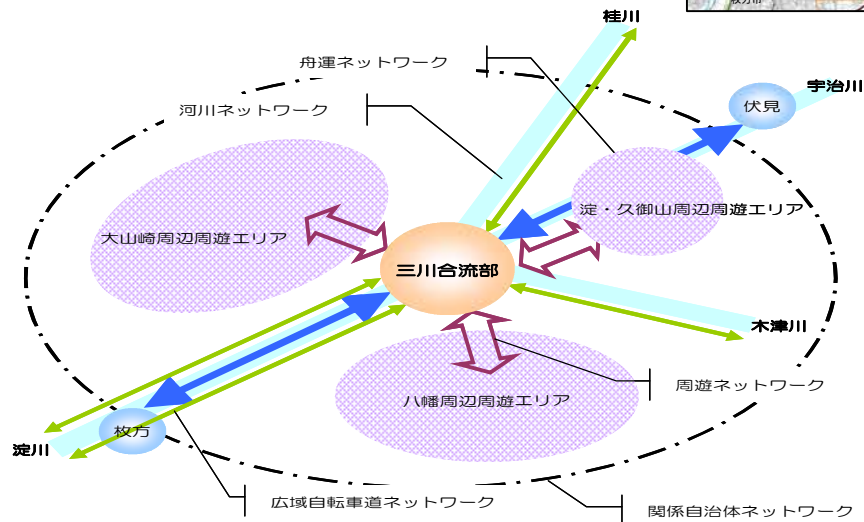 枚方市
桂川
舟運ネットワーク
宇治川
伏見
河川ネットワーク
淀・久御山周辺周遊エリア
大山崎周辺周遊エリア
三川合流部
木津川
周遊ネットワーク
八幡周辺周遊エリア
枚方
淀川
広域自転車道ネットワーク
関係自治体ネットワーク